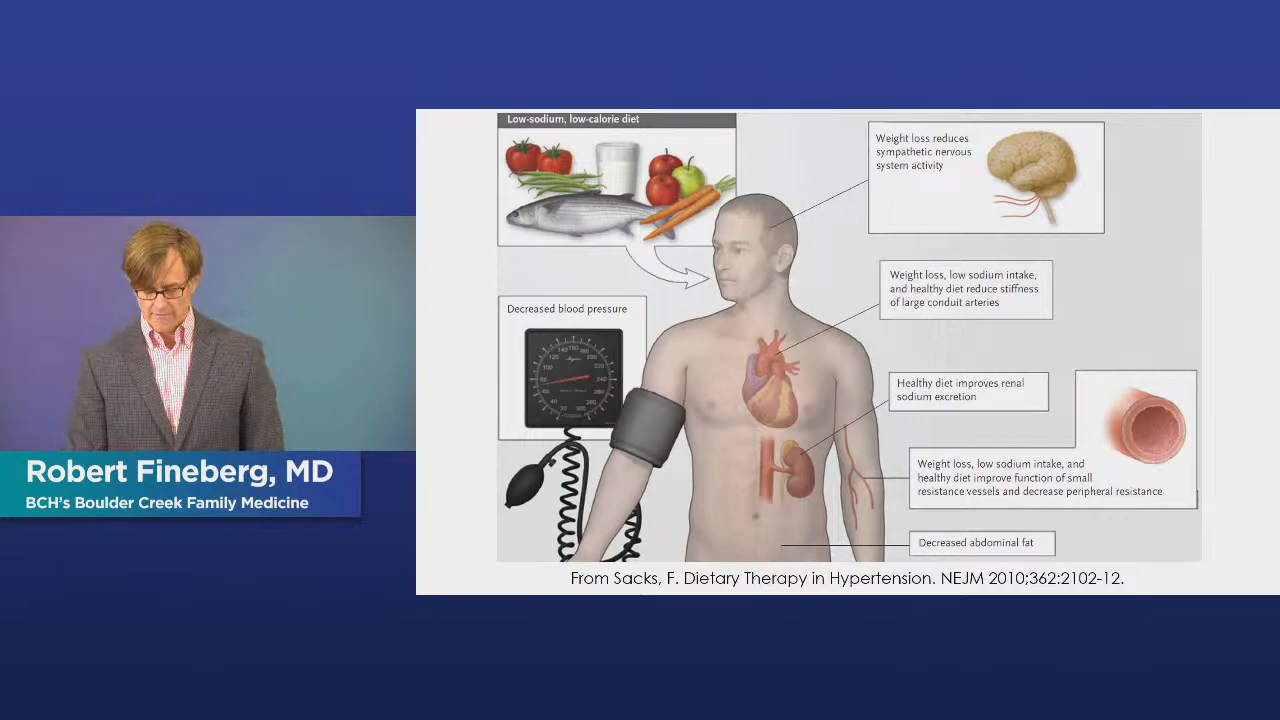 Low-sodium, low-calorie diet
Weight loss reduces
sympathetic nervous
system activity
Weight loss, low sodium intake,
and healthy diet reduce stiffness
of large conduit arteries
Decreased blood pressure
Healthy diet improves renal
sodium excretion
Weight loss, low sodium intake, and
healthy diet improve function of small
resistance vessels and decrease peripheral resistance
Decreased abdominal fat
From Sacks, F. Dietary Therapy in Hypertension. NEJM 2010;362:2102-12.
Robert Fineberg, MD
BCH's Boulder Creek Family Medicine